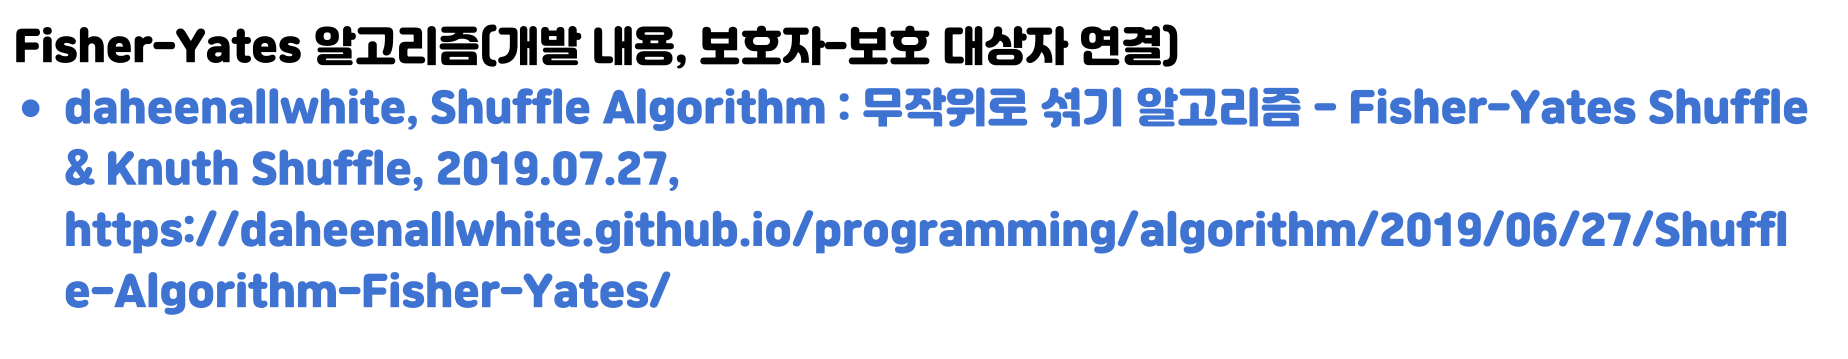 Fisher-Yates 알고리즘(개발 내용, 보호자-보호 대상자 연결)
• daheenallwhite, Shuffle Algorithm : 무작위로 섞기 알고리즘 - Fisher-Yates Shuffle
& Knuth Shuffle, 2019.07.27,
https://daheenallwhite.github.io/programming/algorithm/2019/06/27/Shuffl
e-Algorithm-Fisher-Yates/